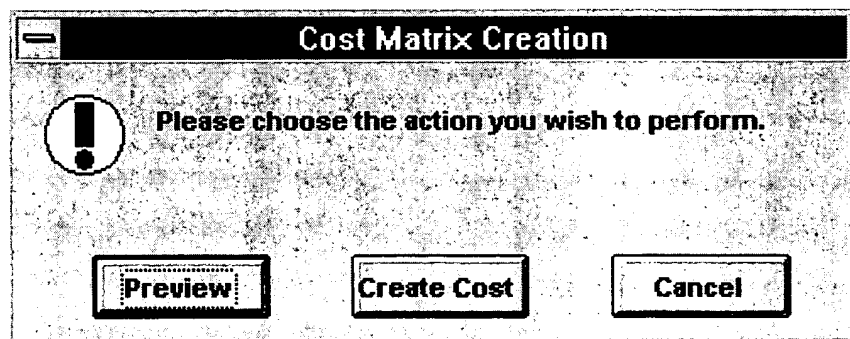 Cost Matrix Creation
Please choose the action you wish to perform.
Preview Create Cost Cancel